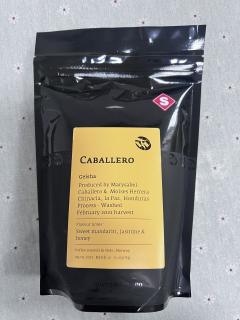 S
CABALLERO
Geisha
Produced by Marysabel
Caballero & Moises Herrera
Chinacla, la Paz, Honduras
Process - Washed
February 2021 harvest
Flavour notes
Sweet mandarin, Jasmine &
honey